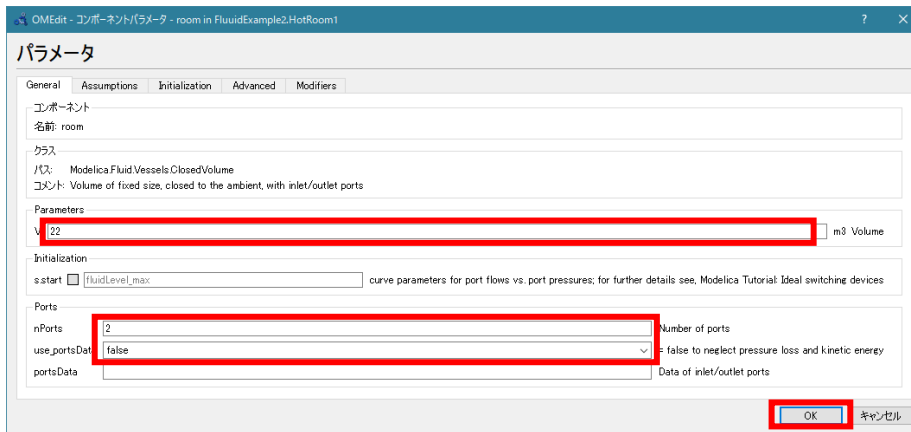 OMEdit - コンポーネントパラメータ - room in FluuidExample2.HotRoom1
パラメータ
General Assumptions Initialization Advanced Modifiers
コンポーネント
名前: room
クラス
パス: Modelica.Fluid.Vessels.ClosedVolume
コメント: Volume of fixed size, closed to the ambient, with inlet/outlet ports
Parameters
V 22 m3 Volume
Initialization
s.start fluidLevel_max curve parameters for port flows vs. port pressures; for further details see, Modelica Tutorial: Ideal switching devices
Ports
nPorts 2 Number of ports
use_portsData false = false to neglect pressure loss and kinetic energy
portsData Data of inlet/outlet ports
OK キャンセル